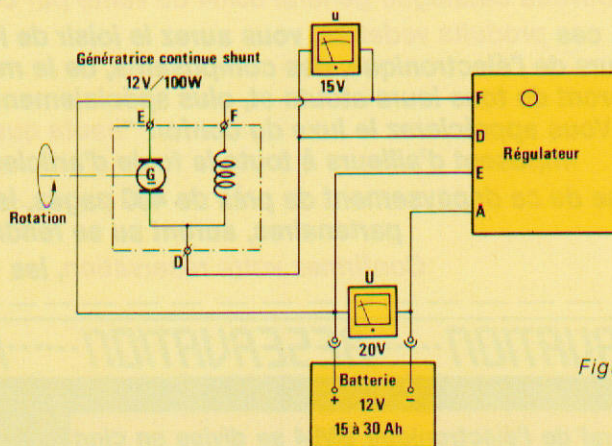 u
15V
Génératrice continue shunt
12V/100W
E
F
G
Rotation
D
F
D
E
A
Régulateur
U
20V
Batterie
+ 12V -
15 à 30 Ah
Fig